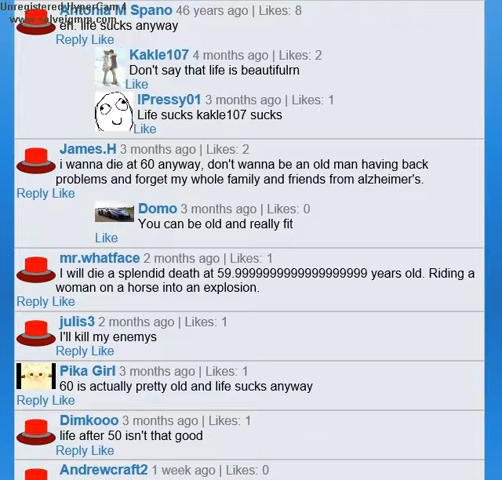 Unregistered HyperCam 4
www.solveigmm.com
Antonia M Spano 46 years ago | Likes: 8
eh. life sucks anyway
Reply Like
Kakle107 4 months ago | Likes: 2
Don't say that life is beautifulrn
Like
IPressy01 3 months ago | Likes: 1
Life sucks kakle107 sucks
Like
James.H 3 months ago | Likes: 2
i wanna die at 60 anyway, don't wanna be an old man having back
problems and forget my whole family and friends from alzheimer's.
Reply Like
Domo 3 months ago | Likes: 0
You can be old and really fit
Like
mr.whatface 2 months ago | Likes: 1
I will die a splendid death at 59.9999999999999999999 years old. Riding a
woman on a horse into an explosion.
Reply Like
julis3 2 months ago | Likes: 1
I'll kill my enemys
Reply Like
Pika Girl 3 months ago | Likes: 1
60 is actually pretty old and life sucks anyway
Reply Like
Dimkooo 3 months ago | Likes: 1
life after 50 isn't that good
Reply Like
Andrewcraft2 1 week ago | Likes: 0